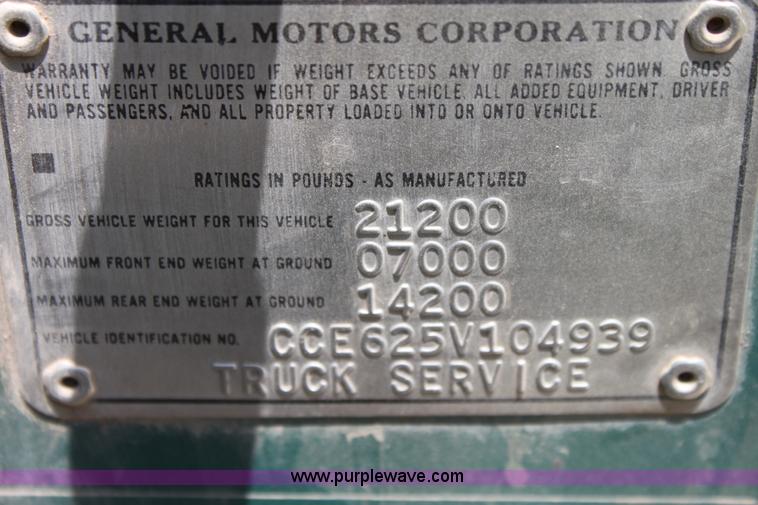 GENERAL MOTORS CORPORATION
WARRANTY MAY BE VOIDED IF WEIGHT EXCEEDS ANY OF RATINGS SHOWN. GROSS
VEHICLE WEIGHT INCLUDES WEIGHT OF BASE VEHICLE, ALL ADDED EQUIPMENT, DRIVER
AND PASSENGERS, AND ALL PROPERTY LOADED INTO OR ONTO VEHICLE.
RATINGS IN POUNDS - AS MANUFACTURED
GROSS VEHICLE WEIGHT FOR THIS VEHICLE 21200
MAXIMUM FRONT END WEIGHT AT GROUND 07000
MAXIMUM REAR END WEIGHT AT GROUND 14200
VEHICLE IDENTIFICATION NO. CCE625V104939
TRUCK SERVICE
www.purplewave.com